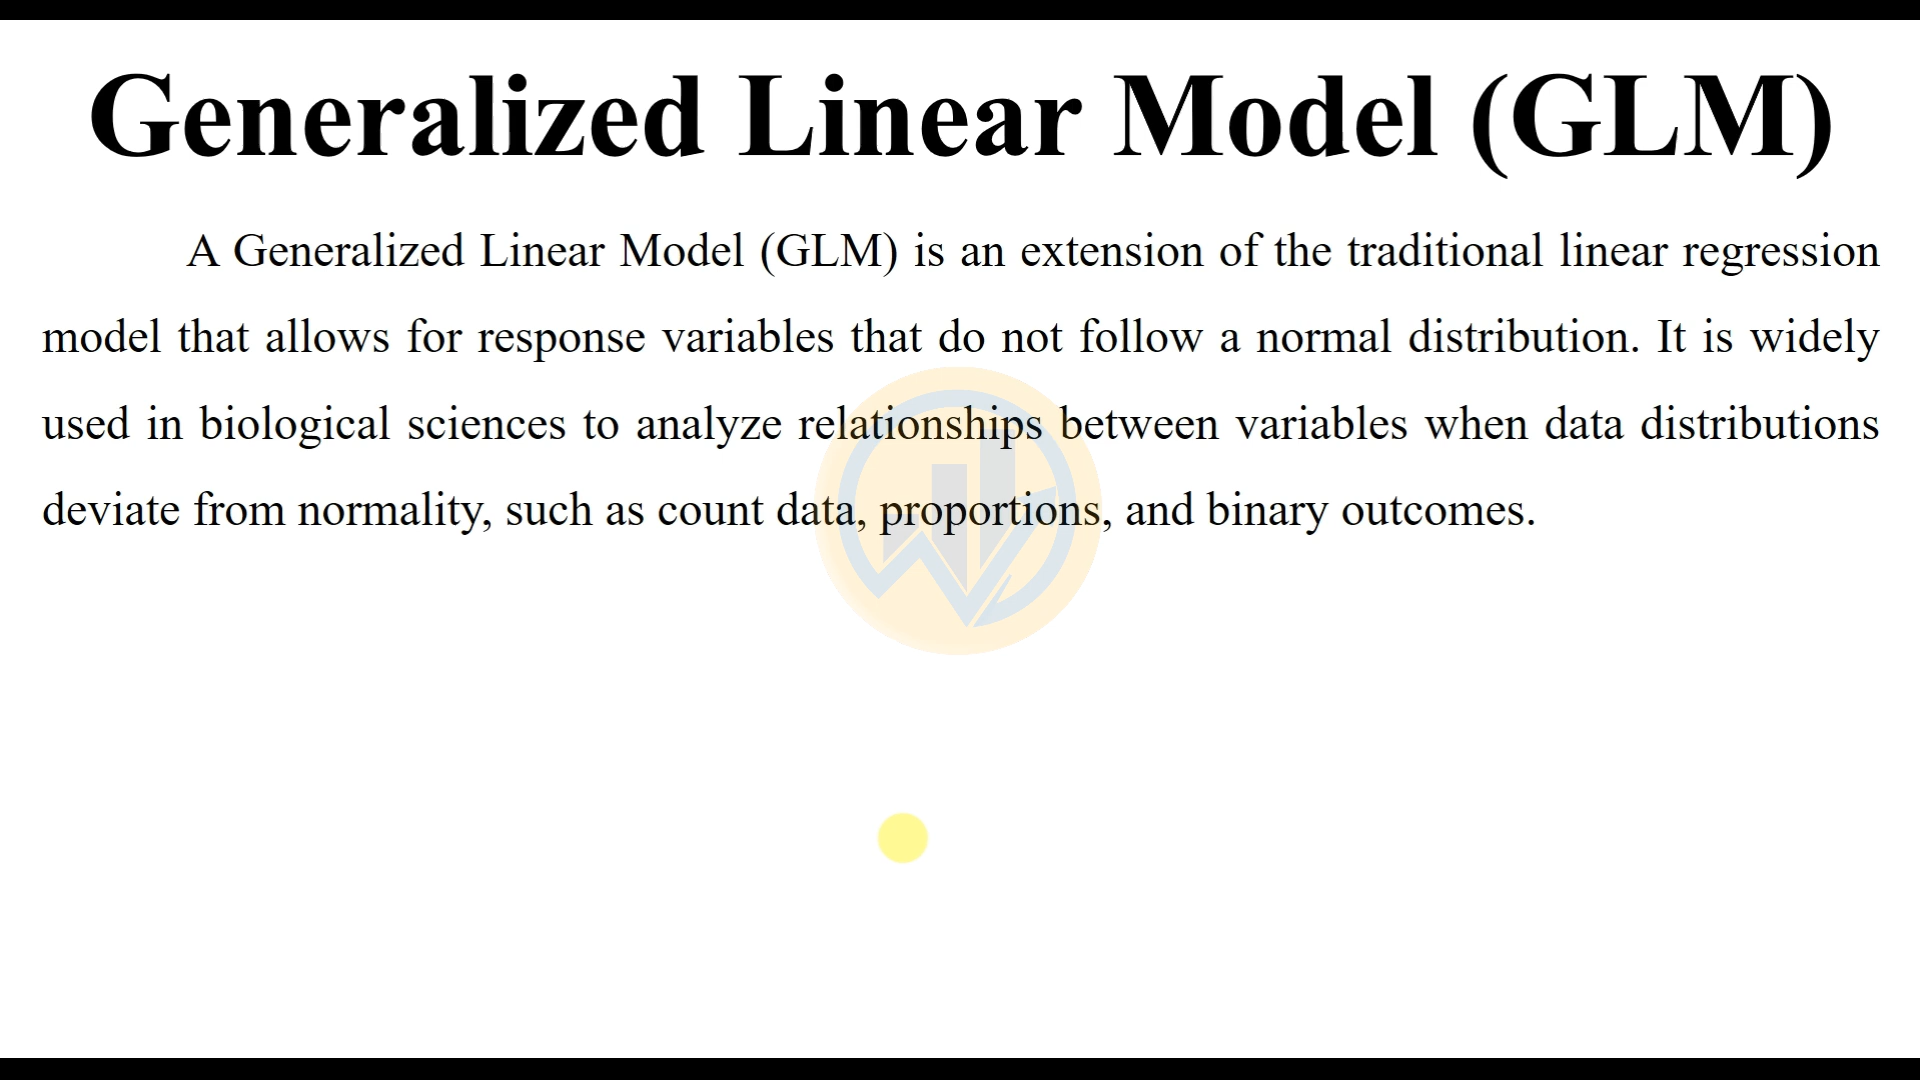 Generalized Linear Model (GLM)
A Generalized Linear Model (GLM) is an extension of the traditional linear regression
model that allows for response variables that do not follow a normal distribution. It is widely
used in biological sciences to analyze relationships between variables when data distributions
deviate from normality, such as count data, proportions, and binary outcomes.